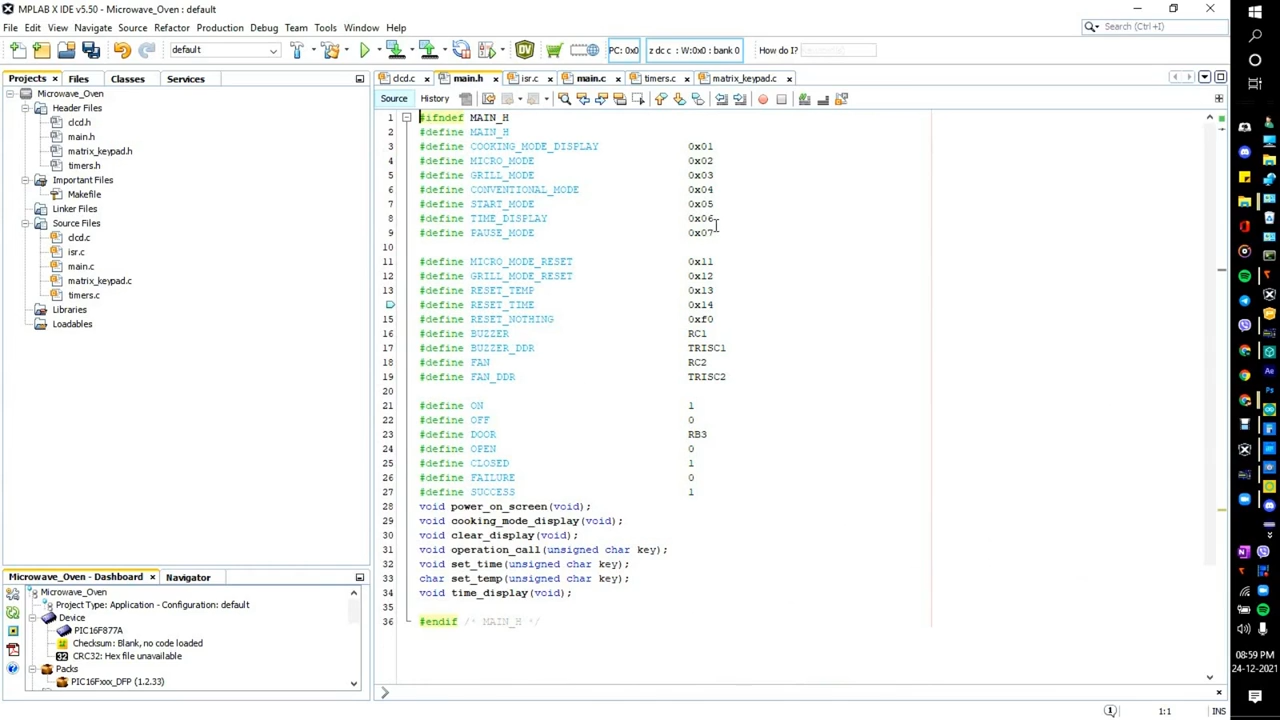 MPLAB X IDE v5.50 - Microwave_Oven : default
File Edit View Navigate Source Refactor Production Debug Team Tools Window Help
Search (Ctrl+I)
default
PC: 0x0
z dc c : W:0x0 : bank 0
How do I?
Projects Files Classes Services
clcd.c main.h isr.c main.c timers.c matrix_keypad.c
Source History
Microwave_Oven
Header Files
clcd.h
main.h
matrix_keypad.h
timers.h
Important Files
Makefile
Linker Files
Source Files
clcd.c
isr.c
main.c
matrix_keypad.c
timers.c
Libraries
Loadables
1 #ifndef MAIN_H
2 #define MAIN_H
3 #define COOKING_MODE_DISPLAY 0x01
4 #define MICRO_MODE 0x02
5 #define GRILL_MODE 0x03
6 #define CONVENTIONAL_MODE 0x04
7 #define START_MODE 0x05
8 #define TIME_DISPLAY 0x06
9 #define PAUSE_MODE 0x07
10
11 #define MICRO_MODE_RESET 0x11
12 #define GRILL_MODE_RESET 0x12
13 #define RESET_TEMP 0x13
#define RESET_TIME 0x14
15 #define RESET_NOTHING 0xf0
16 #define BUZZER RC1
17 #define BUZZER_DDR TRISC1
18 #define FAN RC2
19 #define FAN_DDR TRISC2
20
21 #define ON 1
22 #define OFF 0
23 #define DOOR RB3
24 #define OPEN 0
25 #define CLOSED 1
26 #define FAILURE 0
27 #define SUCCESS 1
28 void power_on_screen(void);
29 void cooking_mode_display(void);
30 void clear_display(void);
31 void operation_call(unsigned char key);
32 void set_time(unsigned char key);
33 char set_temp(unsigned char key);
34 void time_display(void);
35
36 #endif /* MAIN_H */
Microwave_Oven - Dashboard Navigator
Microwave_Oven
Project Type: Application - Configuration: default
Device
PIC16F877A
Checksum: Blank, no code loaded
CRC32: Hex file unavailable
Packs
PIC16Fxxx_DFP (1.2.33)
1:1 INS
08:59 PM
24-12-2021